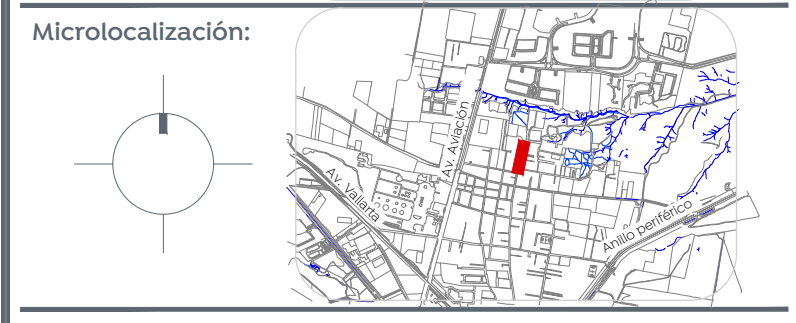 Microlocalización:
Av. Aviación
Av. Vallarta
Anillo periférico